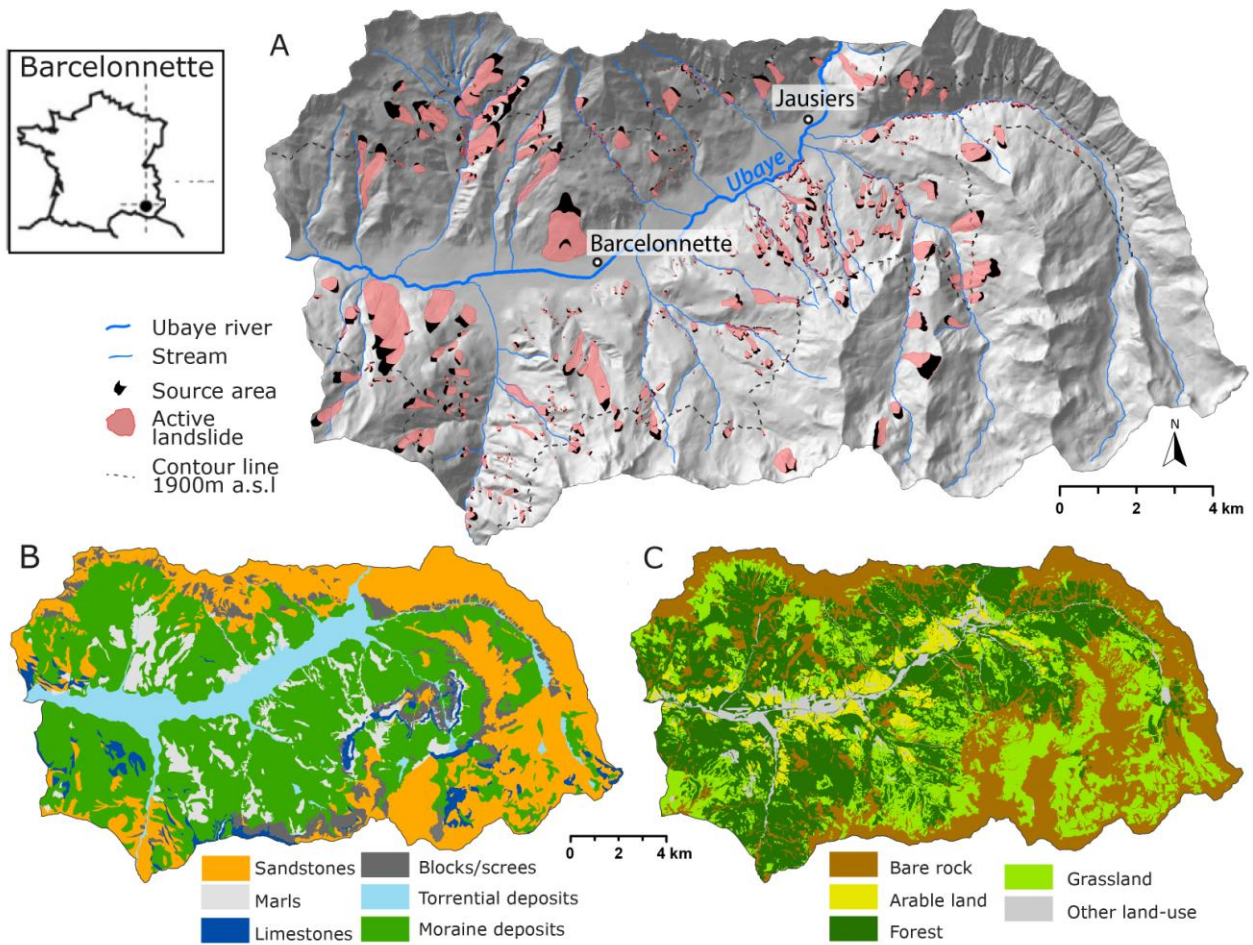 Barcelonnette
A
Jausiers
Ubaye
Barcelonnette
Ubaye river
Stream
Source area
Active
landslide
Contour line
1900m a.s.l
N
0 2 4 km
B
Sandstones
Marls
Limestones
Blocks/screes
Torrential deposits
Moraine deposits
0 2 4 km
C
Bare rock
Arable land
Forest
Grassland
Other land-use